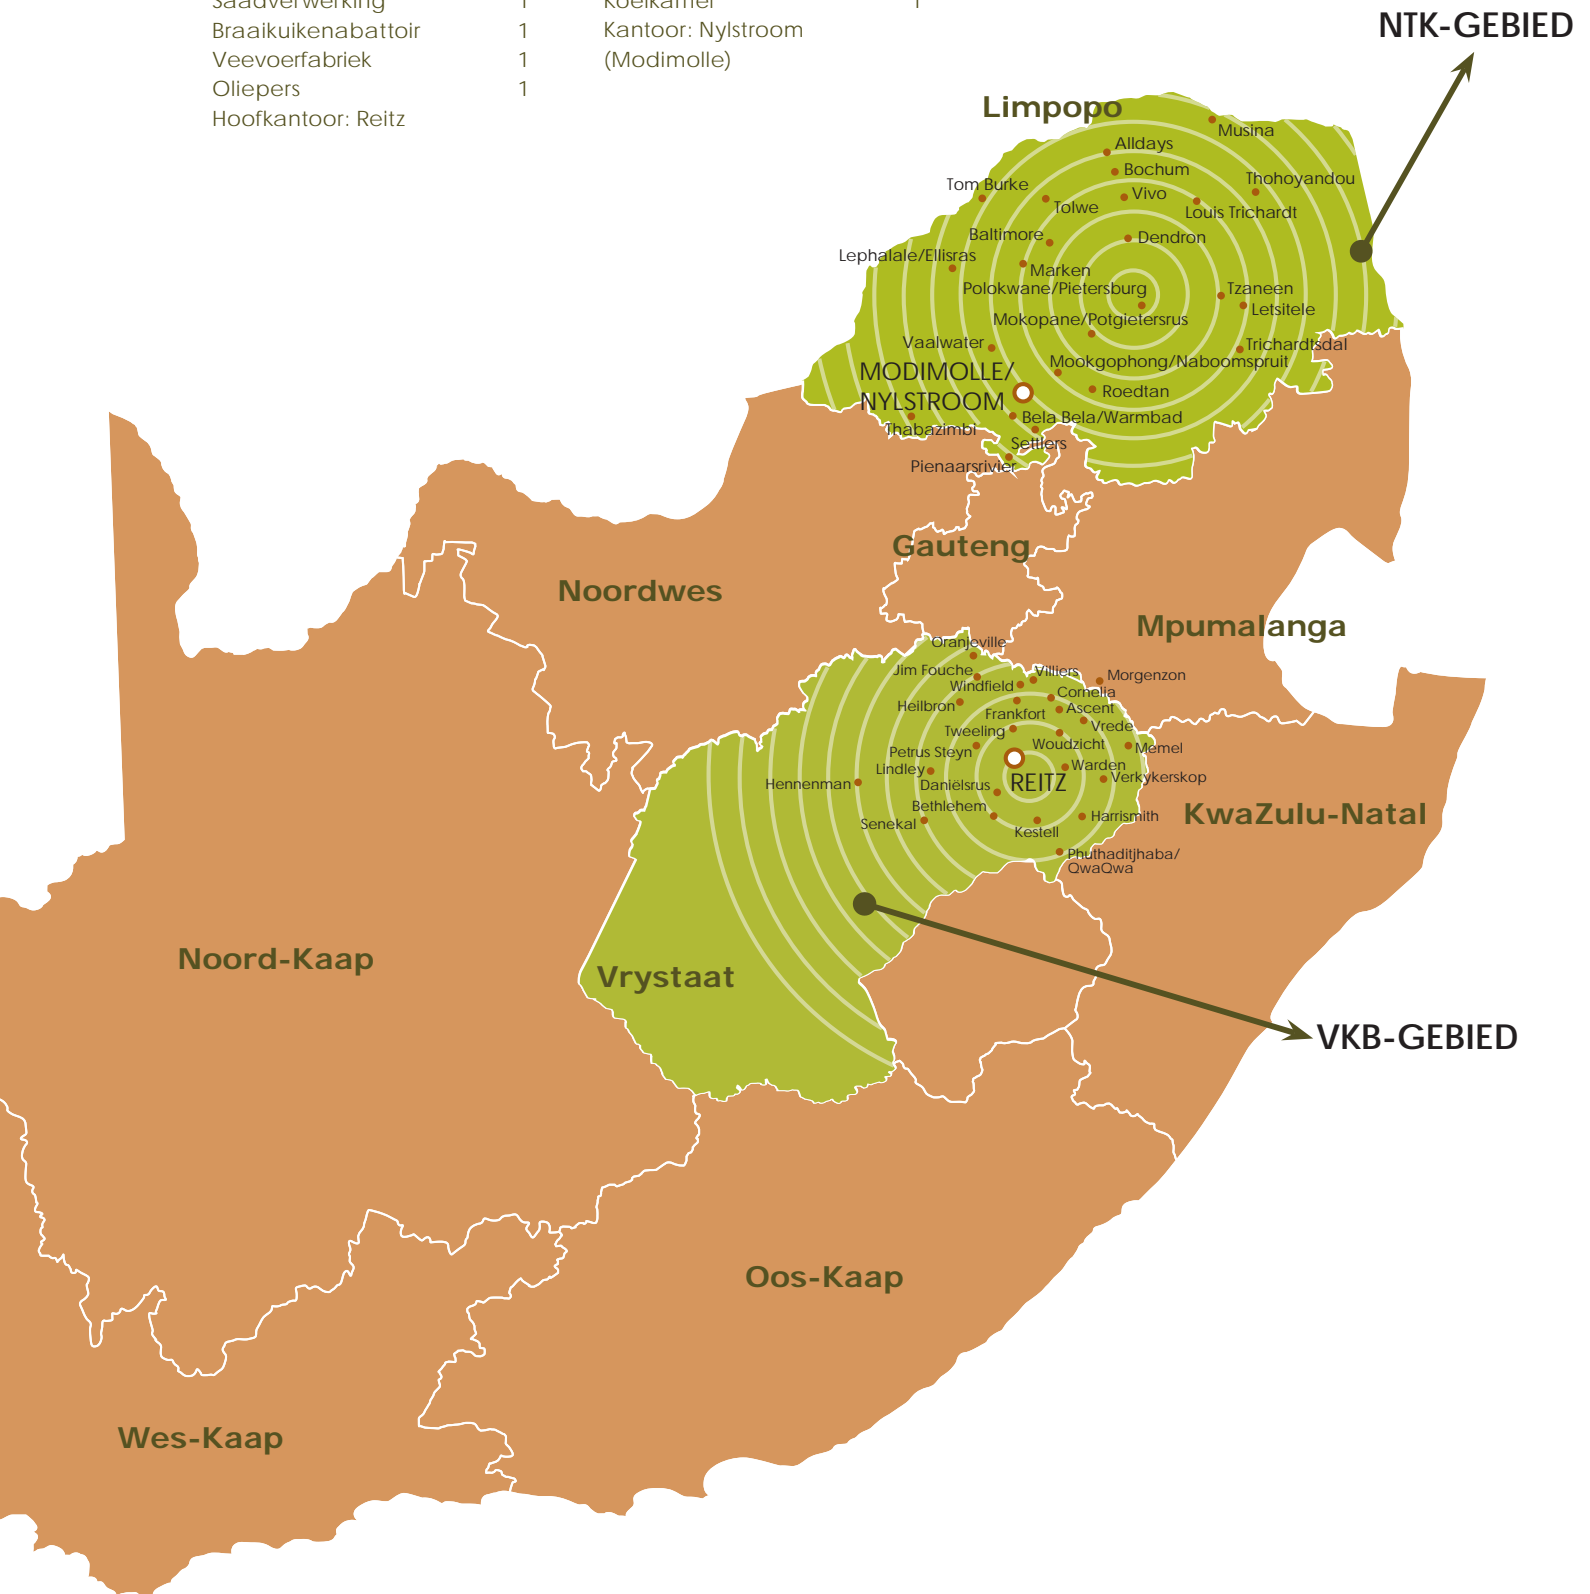 Saadverwerking 1
Braaikuikenabattoir 1
Veevoerfabriek 1
Oliepers 1
Hoofkantoor: Reitz
Koelkamer 1
Kantoor: Nylstroom
(Modimolle)
NTK-GEBIED
Limpopo
Musina
Alldays
Bochum
Thohoyandou
Tom Burke
Vivo
Tolwe
Louis Trichardt
Baltimore
Dendron
Lephalale/Ellisras
Marken
Polokwane/Pietersburg
Tzaneen
Letsitele
Mokopane/Potgietersrus
Vaalwater
Trichardtsdal
Mookgophong/Naboomspruit
MODIMOLLE/
NYLSTROOM
Roedtan
Bela Bela/Warmbad
Thabazimbi
Settlers
Pienaarsrivier
Gauteng
Noordwes
Mpumalanga
Oranjeville
Jim Fouche
Villiers
Morgenzon
Windfield
Cornelia
Heilbron
Frankfort
Ascent
Vrede
Tweeling
Woudzicht
Memel
Petrus Steyn
Lindley
Warden
Verkykerskop
Hennenman
Daniëlsrus
REITZ
Bethlehem
Senekal
Harrismith
Kestell
KwaZulu-Natal
Phuthaditjhaba/
QwaQwa
Noord-Kaap
Vrystaat
VKB-GEBIED
Oos-Kaap
Wes-Kaap